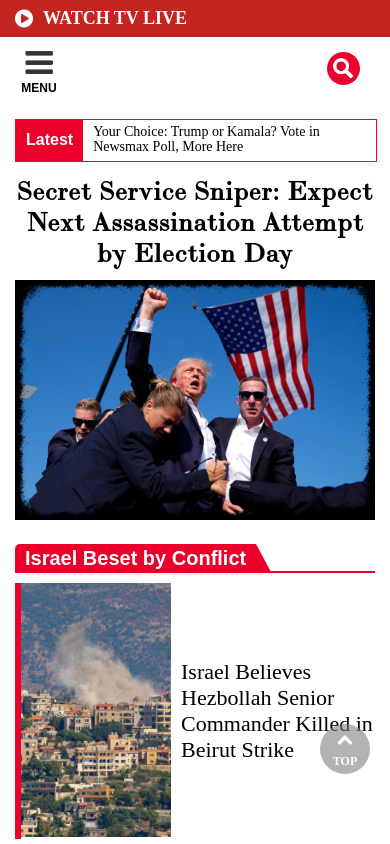 WATCH TV LIVE
MENU
Latest
Your Choice: Trump or Kamala? Vote in
Newsmax Poll, More Here
Secret Service Sniper: Expect
Next Assassination Attempt
by Election Day
Israel Beset by Conflict
Israel Believes
Hezbollah Senior
Commander Killed in
Beirut Strike
TOP